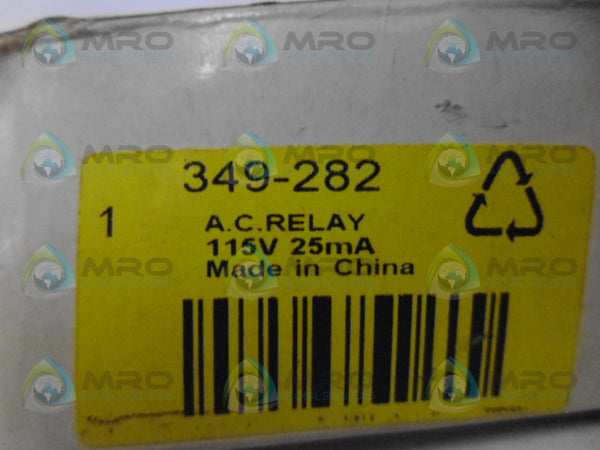 349-282
1
A.C.RELAY
115V 25mA
Made in China